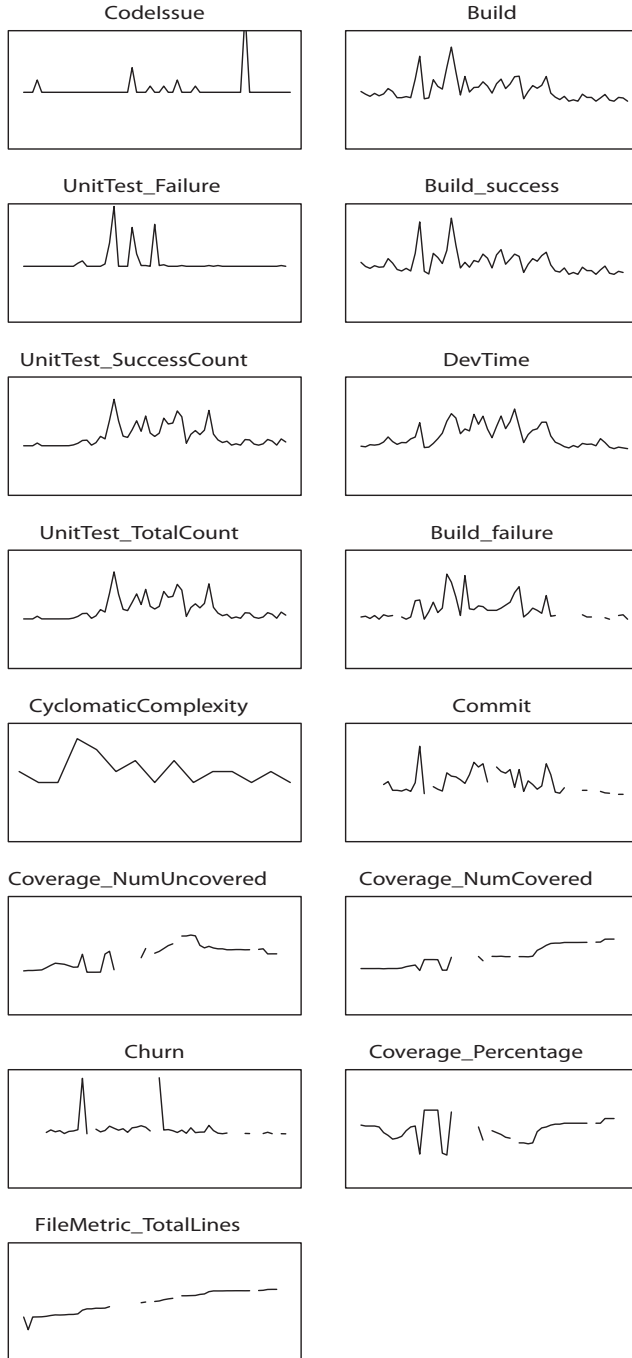 CodeIssue
Build
UnitTest_Failure
Build_success
UnitTest_SuccessCount
DevTime
UnitTest_TotalCount
Build_failure
CyclomaticComplexity
Commit
Coverage_NumUncovered
Coverage_NumCovered
Churn
Coverage_Percentage
FileMetric_TotalLines